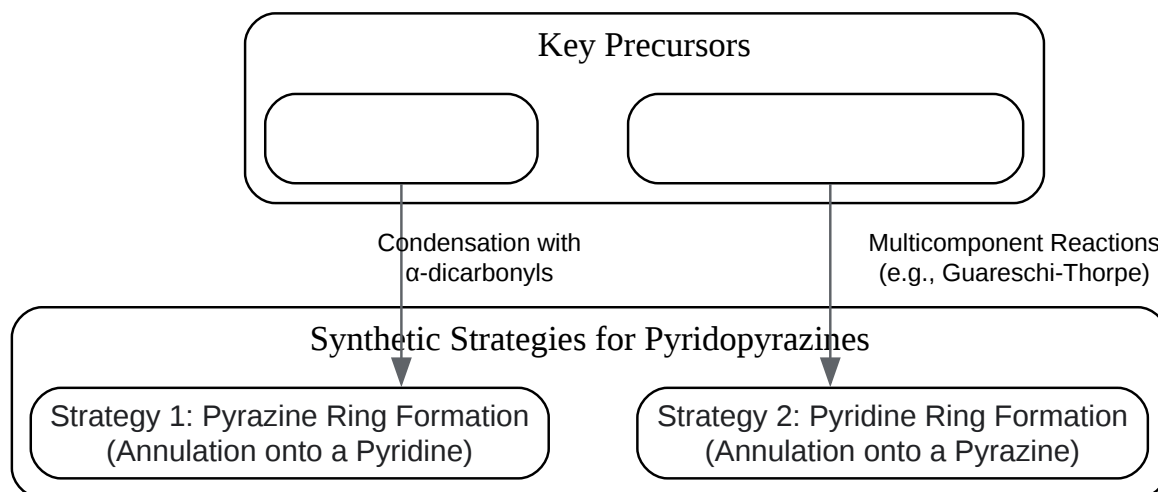 Key Precursors
Condensation with
α-dicarbonyls
Multicomponent Reactions
(e.g., Guareschi-Thorpe)
Synthetic Strategies for Pyridopyrazines
Strategy 1: Pyrazine Ring Formation
(Annulation onto a Pyridine)
Strategy 2: Pyridine Ring Formation
(Annulation onto a Pyrazine)